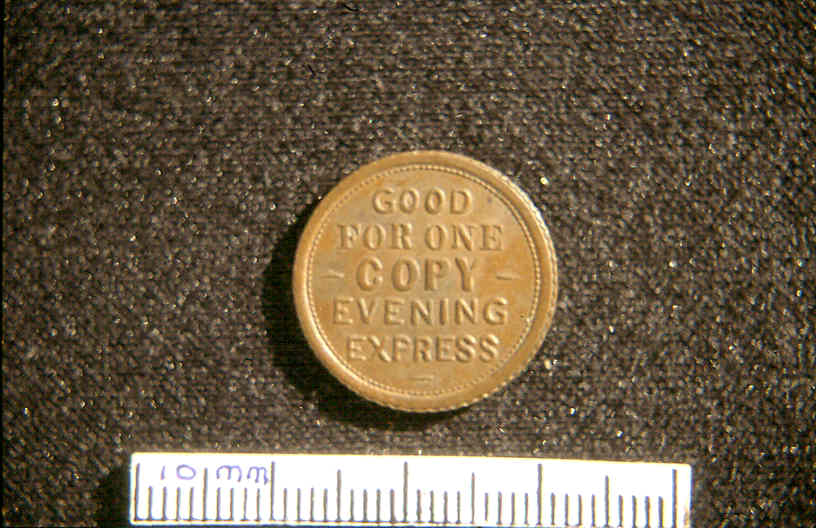 GOOD
FOR ONE
COPY
EVENING
EXPRESS
10 mm